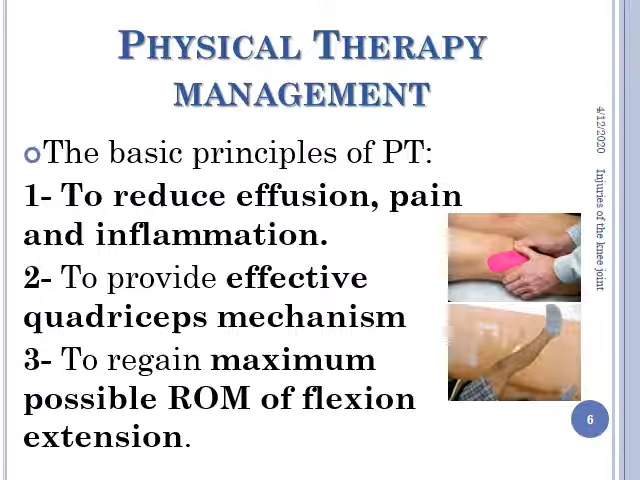 PHYSICAL THERAPY
MANAGEMENT
The basic principles of PT:
1- To reduce effusion, pain
and inflammation.
2- To provide effective
quadriceps mechanism
3- To regain maximum
possible ROM of flexion
extension.
4/12/2020
Injuries of the knee joint
6